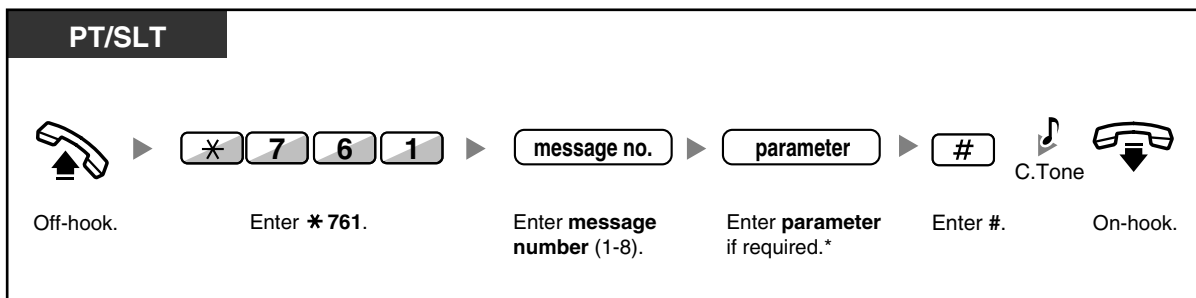 PT/SLT
* 7 6 1
message no.
parameter
#
C.Tone
Off-hook.
Enter * 761.
Enter message
number (1-8).
Enter parameter
if required.*
Enter #.
On-hook.